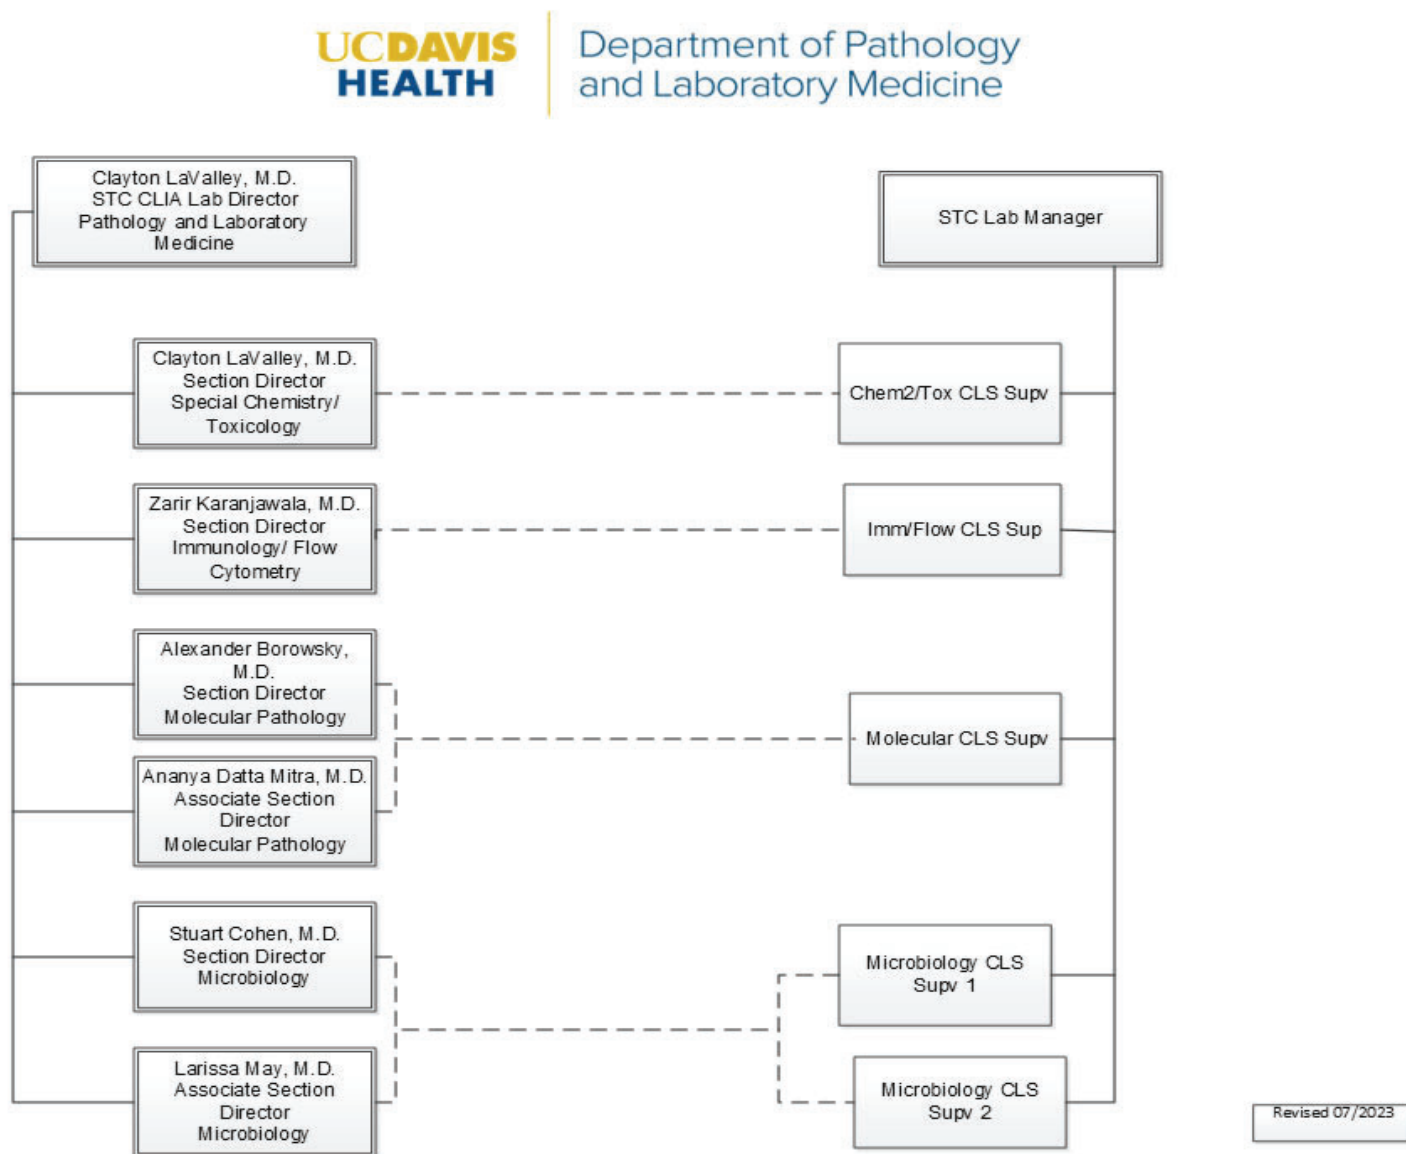 UCDAVIS
HEALTH
Department of Pathology
and Laboratory Medicine
Clayton LaValley, M.D.
STC CLIA Lab Director
Pathology and Laboratory
Medicine
STC Lab Manager
Clayton LaValley, M.D.
Section Director
Special Chemistry/
Toxicology
Chem2/Tox CLS Supv
Zarir Karanjawala, M.D.
Section Director
Immunology/ Flow
Cytometry
Imm/Flow CLS Sup
Alexander Borowsky,
M.D.
Section Director
Molecular Pathology
Molecular CLS Supv
Ananya Datta Mitra, M.D.
Associate Section
Director
Molecular Pathology
Stuart Cohen, M.D.
Section Director
Microbiology
Microbiology CLS
Supv 1
Larissa May, M.D.
Associate Section
Director
Microbiology
Microbiology CLS
Supv 2
Revised 07/2023